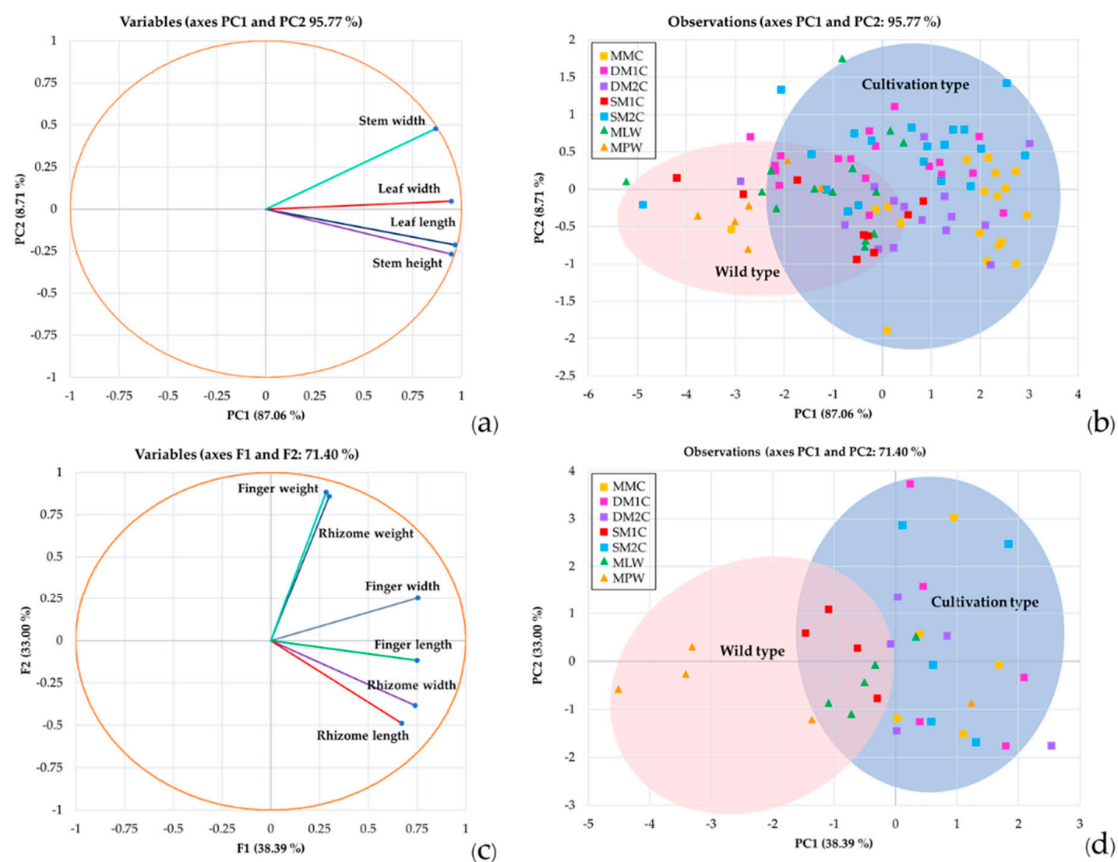 Variables (axes PC1 and PC2 95.77 %)
1
0.75
0.5
0.25
0
-0.25
-0.5
-0.75
-1
PC2 (8.71 %)
Stem width
Leaf width
Leaf length
Stem height
-1 -0.75 -0.5 -0.25 0 0.25 0.5 0.75 1
PC1 (87.06 %)
(a)
Observations (axes PC1 and PC2: 95.77 %)
2
1.5
1
0.5
0
-0.5
-1
-1.5
-2
-2.5
PC2 (8.71 %)
MMC
DM1C
DM2C
SM1C
SM2C
MLW
MPW
Cultivation type
Wild type
-6 -5 -4 -3 -2 -1 0 1 2 3 4
PC1 (87.06 %)
(b)
Variables (axes F1 and F2: 71.40 %)
1
0.75
0.5
0.25
0
-0.25
-0.5
-0.75
-1
F2 (33.00 %)
Finger weight
Rhizome weight
Finger width
Finger length
Rhizome width
Rhizome length
-1 -0.75 -0.5 -0.25 0 0.25 0.5 0.75 1
F1 (38.39 %)
(c)
Observations (axes PC1 and PC2: 71.40 %)
4
3
2
1
0
-1
-2
-3
PC2 (33.00 %)
MMC
DM1C
DM2C
SM1C
SM2C
MLW
MPW
Cultivation type
Wild type
-5 -4 -3 -2 -1 0 1 2 3
PC1 (38.39 %)
(d)